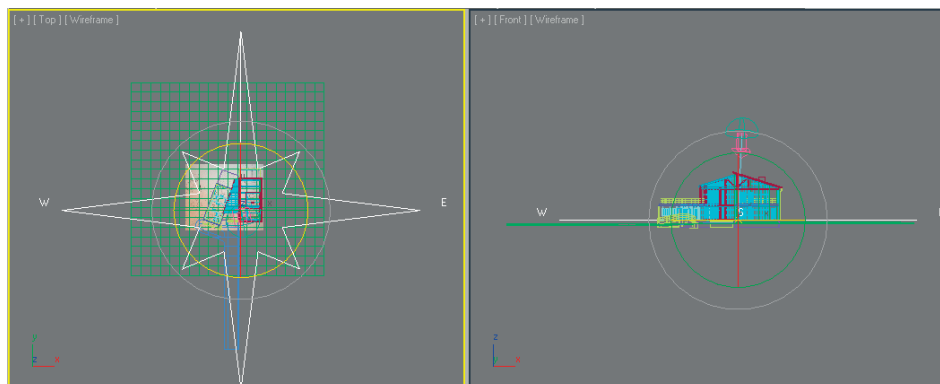 [ + ] [ Top ] [ Wireframe ]
[ + ] [ Front ] [ Wireframe ]
W
E
W
S
y
z
x
z
x